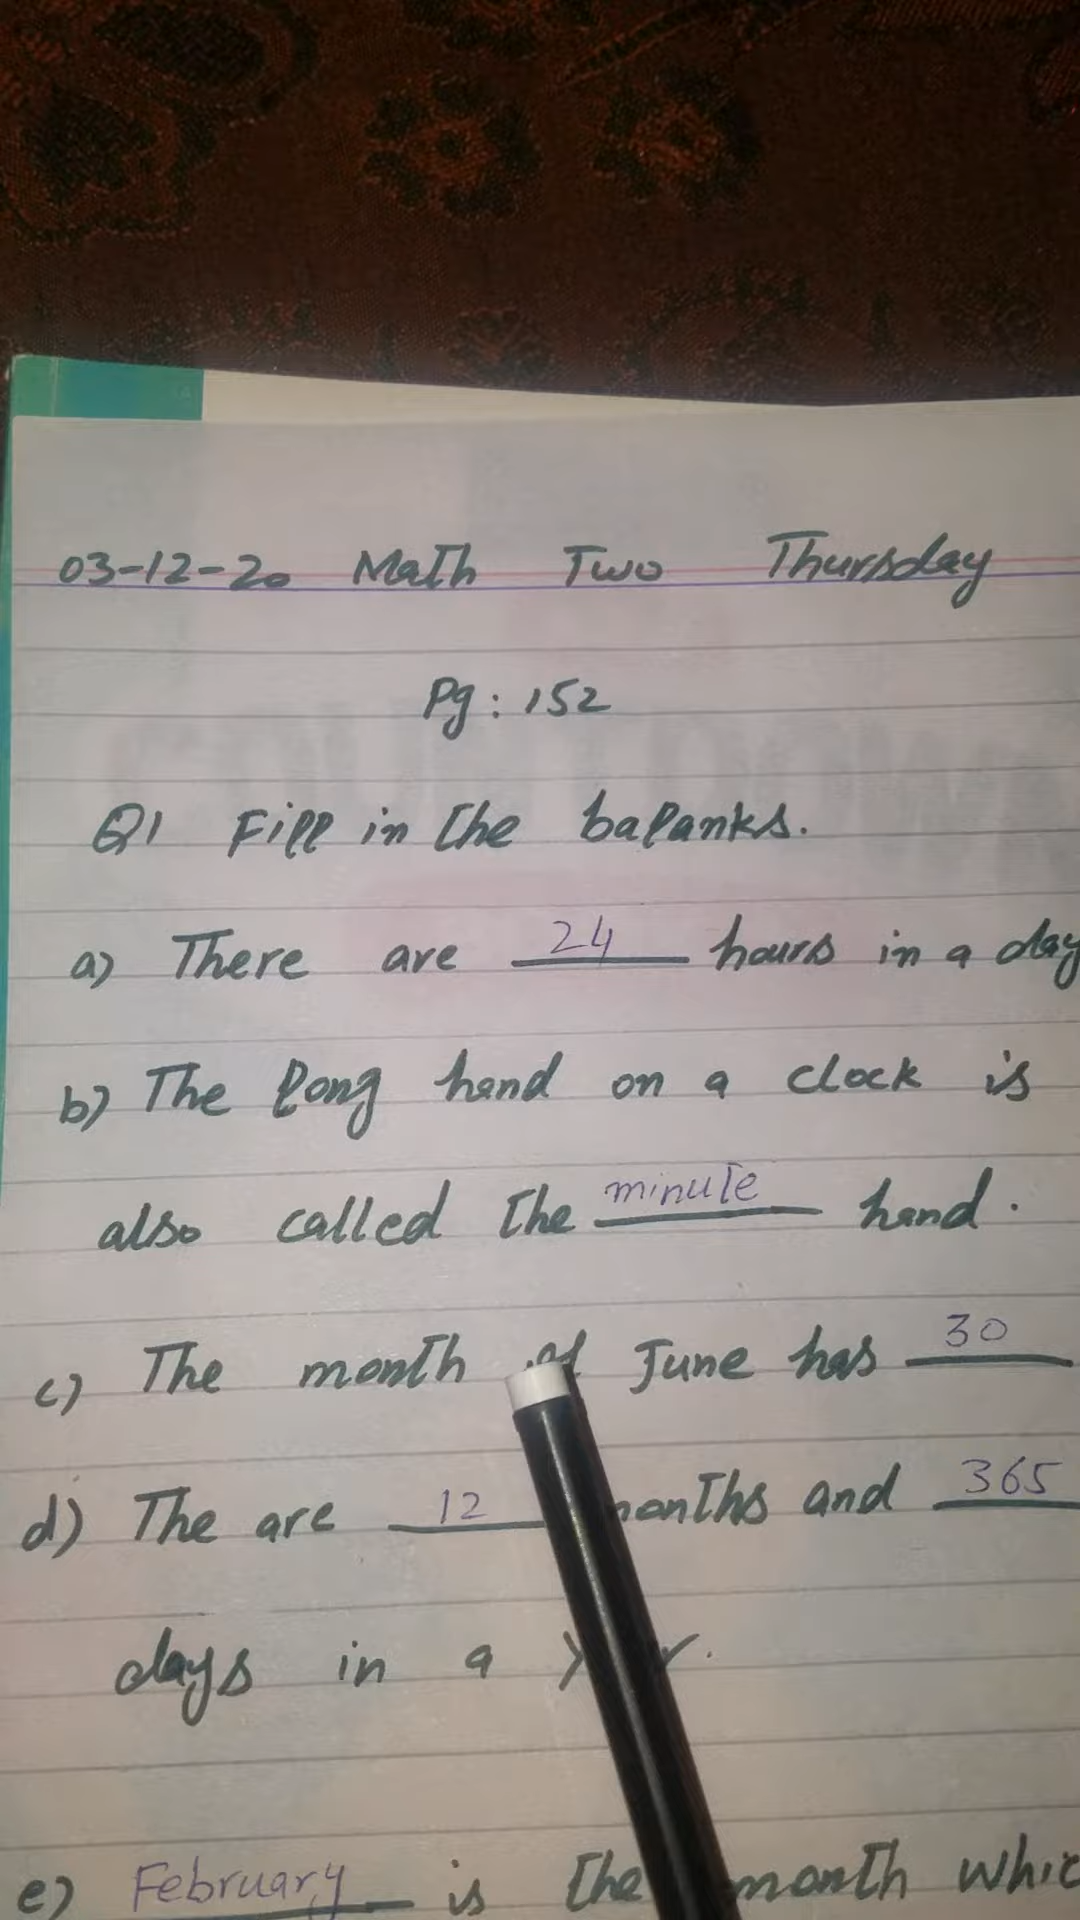 03-12-20 Math Two Thursday
Pg: 152
Q1 Fill in the balanks.
a) There are 24 hours in a day
b) The long hand on a clock is
also called the minute hand.
c) The month of June has 30
d) The are 12 months and 365
days in a
e) February is the month